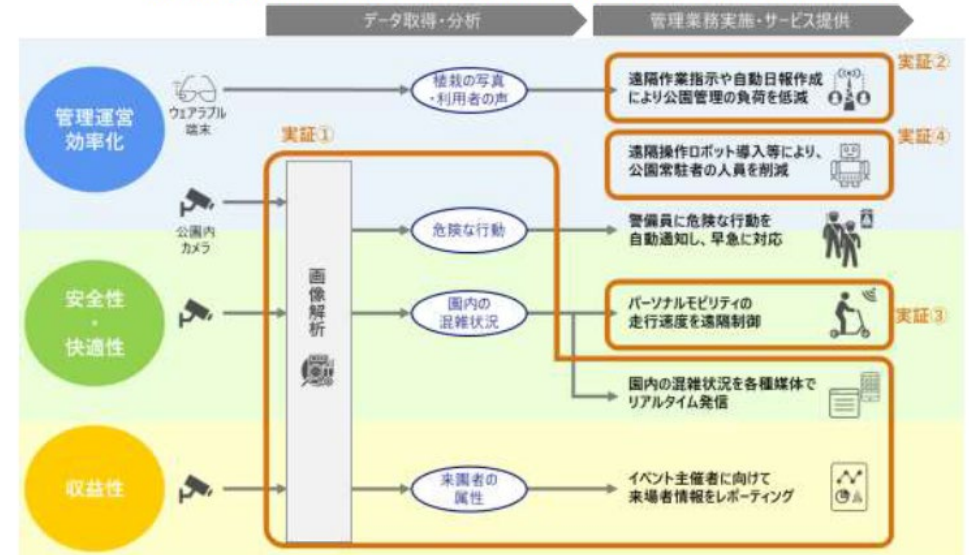 データ取得・分析
管理業務実施・サービス提供
管理運営
効率化
ウェアラブル
端末
植栽の写真
・利用者の声
遠隔作業指示や自動日報作成
により公園管理の負荷を低減
実証②
実証①
遠隔操作ロボット導入等により、
公園常駐者の人員を削減
実証④
公園内
カメラ
危険な行動
警備員に危険な行動を
自動通知し、早急に対応
画像解析
安全性
・
快適性
園内の
混雑状況
パーソナルモビリティの
走行速度を遠隔制御
実証③
園内の混雑状況を各種媒体で
リアルタイム発信
収益性
来園者の
属性
イベント主催者に向けて
来場者情報をレポーティング